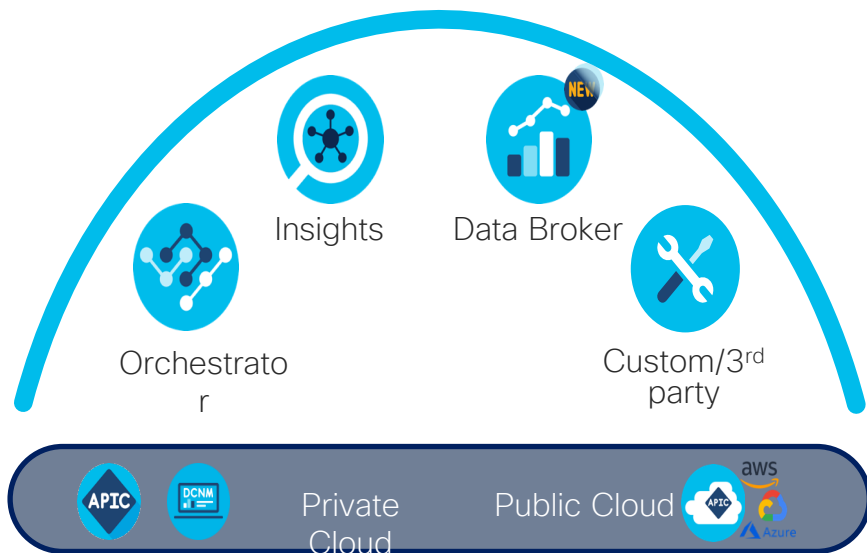 NEW
Insights
Data Broker
Orchestrato
r
Custom/3rd
party
APIC
DCNM
Private
Cloud
Public Cloud
APIC
aws
Azure